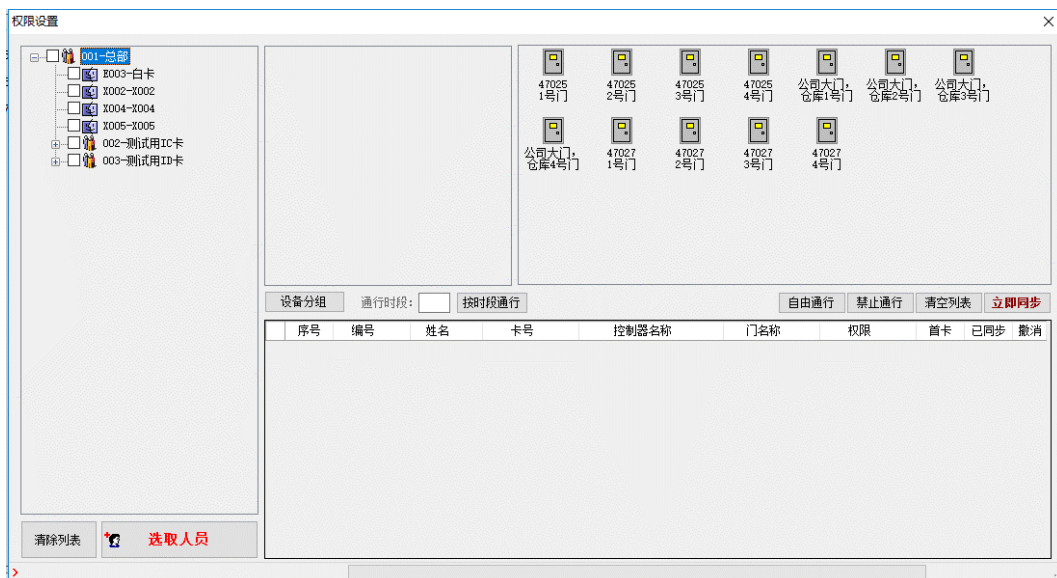 权限设置
001-总部
X003-白卡
X002-X002
X004-X004
X005-X005
002-测试用IC卡
003-测试用ID卡
47025 47025 47025 47025 公司大门， 公司大门， 公司大门，
1号门 2号门 3号门 4号门 仓库1号门 仓库2号门 仓库3号门
公司大门， 47027 47027 47027 47027
仓库4号门 1号门 2号门 3号门 4号门
设备分组 通行时段: 按时段通行 自由通行 禁止通行 清空列表 立即同步
序号 编号 姓名 卡号 控制器名称 门名称 权限 首卡 已同步 撤消
清除列表 选取人员